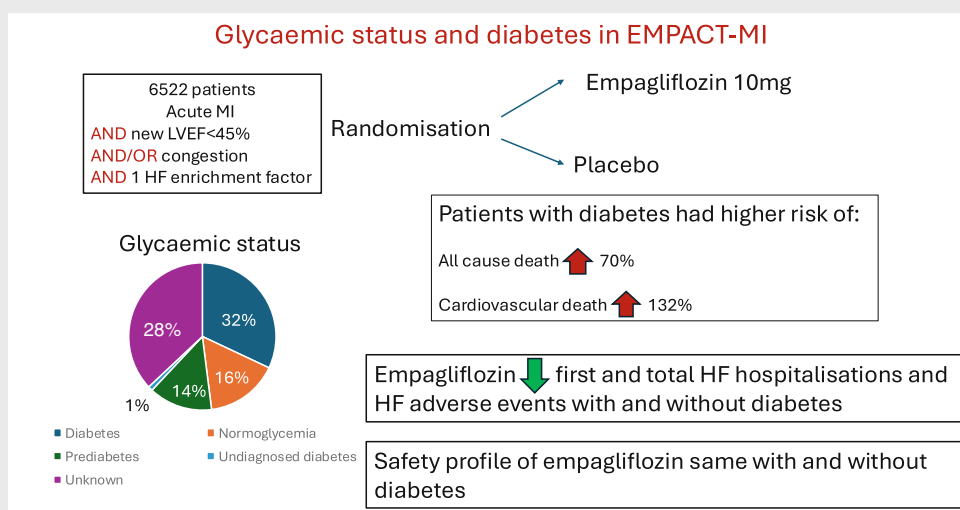 Glycaemic status and diabetes in EMPACT-MI
6522 patients
Acute MI
AND new LVEF<45%
AND/OR congestion
AND 1 HF enrichment factor
Randomisation
Empagliflozin 10mg
Placebo
Patients with diabetes had higher risk of:
All cause death 70%
Cardiovascular death 132%
Glycaemic status
32%
16%
14%
1%
28%
Diabetes
Normoglycemia
Prediabetes
Undiagnosed diabetes
Unknown
Empagliflozin first and total HF hospitalisations and
HF adverse events with and without diabetes
Safety profile of empagliflozin same with and without
diabetes